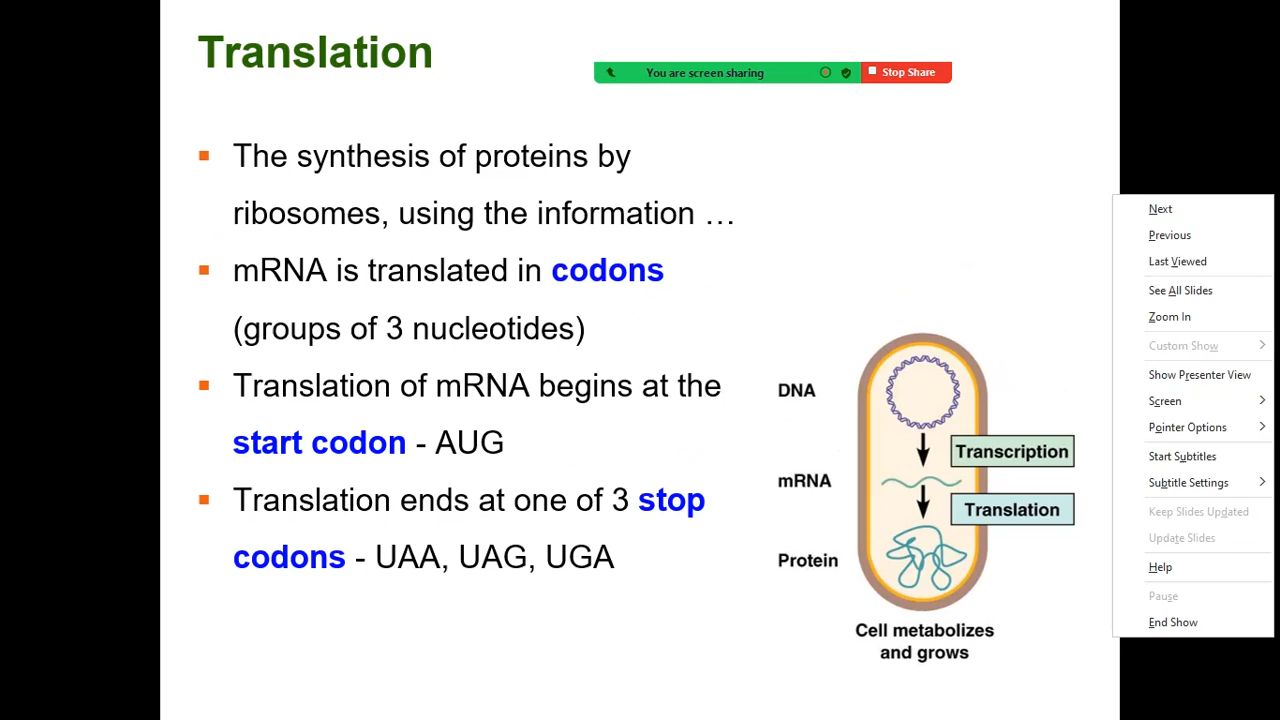 Translation
You are screen sharing
Stop Share
The synthesis of proteins by
ribosomes, using the information …
mRNA is translated in codons
(groups of 3 nucleotides)
Translation of mRNA begins at the
start codon - AUG
Translation ends at one of 3 stop
codons - UAA, UAG, UGA
DNA
Transcription
mRNA
Translation
Protein
Cell metabolizes
and grows
Next
Previous
Last Viewed
See All Slides
Zoom In
Custom Show
Show Presenter View
Screen
Pointer Options
Start Subtitles
Subtitle Settings
Keep Slides Updated
Update Slides
Help
Pause
End Show